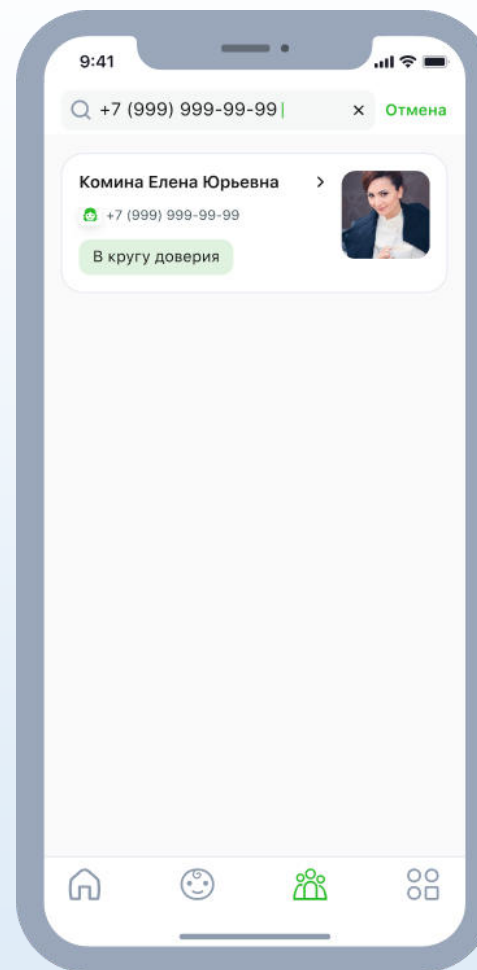 9:41
+7 (999) 999-99-99
× Отмена
Комина Елена Юрьевна >
+7 (999) 999-99-99
В кругу доверия